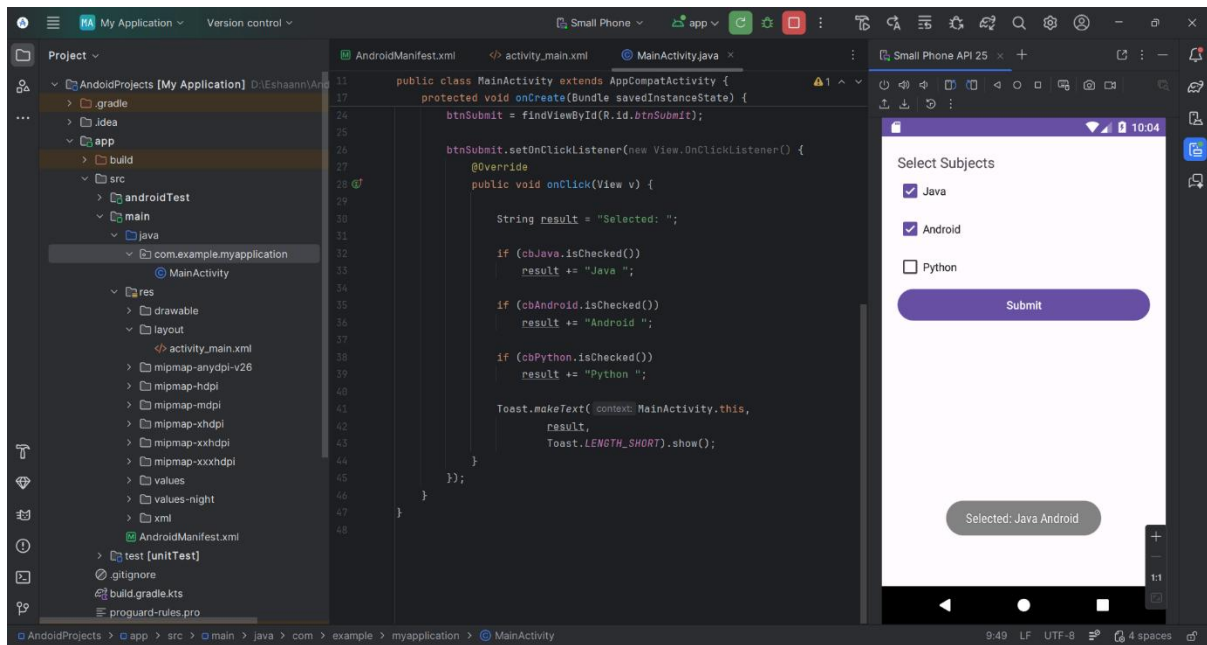 MA My Application Version control Small Phone app
Project
AndoidProjects [My Application] D:\Eshaann\And
.gradle
.idea
app
build
src
androidTest
main
java
com.example.myapplication
MainActivity
res
drawable
layout
activity_main.xml
mipmap-anydpi-v26
mipmap-hdpi
mipmap-mdpi
mipmap-xhdpi
mipmap-xxhdpi
mipmap-xxxhdpi
values
values-night
xml
AndroidManifest.xml
test [unitTest]
.gitignore
build.gradle.kts
proguard-rules.pro
AndroidManifest.xml activity_main.xml MainActivity.java
1
11 public class MainActivity extends AppCompatActivity {
17 protected void onCreate(Bundle savedInstanceState) {
24 btnSubmit = findViewById(R.id.btnSubmit);
25
26 btnSubmit.setOnClickListener(new View.OnClickListener() {
27 @Override
28 public void onClick(View v) {
29
30 String result = "Selected: ";
31
32 if (cbJava.isChecked())
33 result += "Java ";
34
35 if (cbAndroid.isChecked())
36 result += "Android ";
37
38 if (cbPython.isChecked())
39 result += "Python ";
40
41 Toast.makeText( context: MainActivity.this,
42 result,
43 Toast.LENGTH_SHORT).show();
44 }
45 });
46 }
47 }
48
Small Phone API 25
10:04
Select Subjects
Java
Android
Python
Submit
Selected: Java Android
1:1
AndoidProjects > app > src > main > java > com > example > myapplication > MainActivity
9:49 LF UTF-8 4 spaces